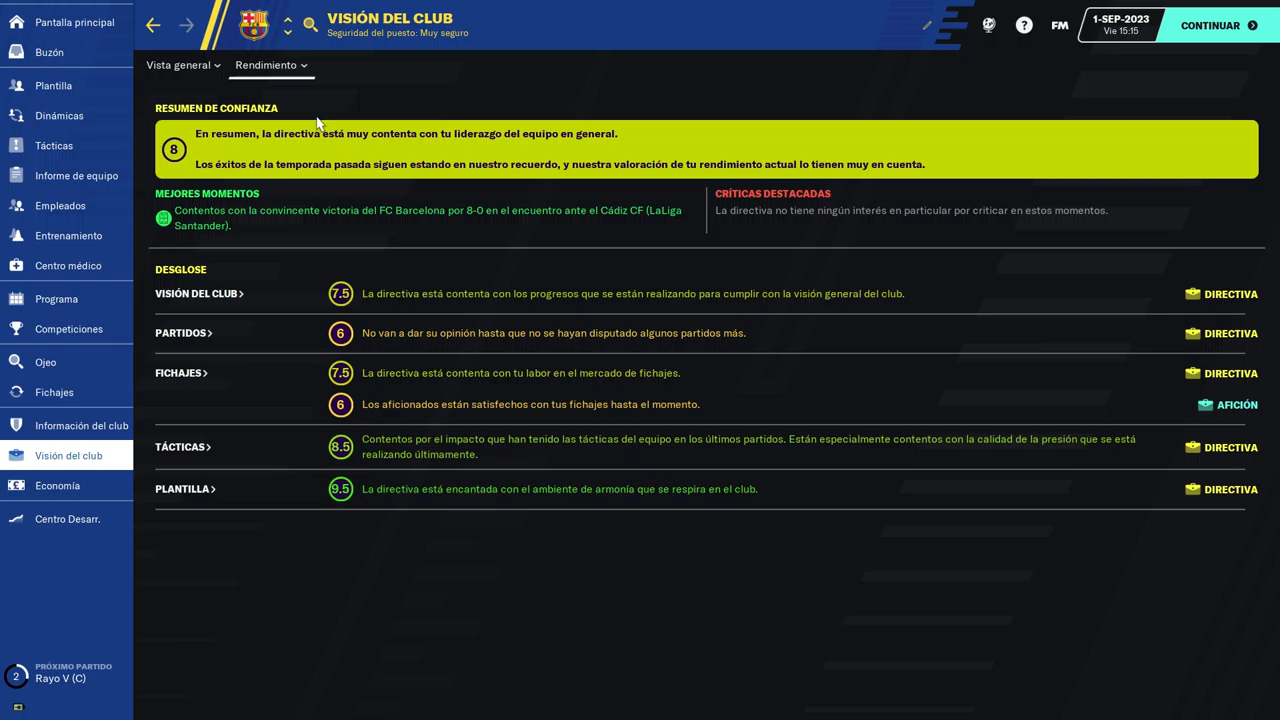 Pantalla principal
Buzón
Plantilla
Dinámicas
Tácticas
Informe de equipo
Empleados
Entrenamiento
Centro médico
Programa
Competiciones
Ojeo
Fichajes
Información del club
Visión del club
Economía
Centro Desarr.
2
PRÓXIMO PARTIDO
Rayo V (C)
VISIÓN DEL CLUB
Seguridad del puesto: Muy seguro
?
FM
1-SEP-2023
Vie 15:15
CONTINUAR
Vista general
Rendimiento
RESUMEN DE CONFIANZA
8
En resumen, la directiva está muy contenta con tu liderazgo del equipo en general.
Los éxitos de la temporada pasada siguen estando en nuestro recuerdo, y nuestra valoración de tu rendimiento actual lo tienen muy en cuenta.
MEJORES MOMENTOS
Contentos con la convincente victoria del FC Barcelona por 8-0 en el encuentro ante el Cádiz CF (LaLiga
Santander).
CRÍTICAS DESTACADAS
La directiva no tiene ningún interés en particular por criticar en estos momentos.
DESGLOSE
VISIÓN DEL CLUB> 7.5 La directiva está contenta con los progresos que se están realizando para cumplir con la visión general del club. DIRECTIVA
PARTIDOS> 6 No van a dar su opinión hasta que no se hayan disputado algunos partidos más. DIRECTIVA
FICHAJES> 7.5 La directiva está contenta con tu labor en el mercado de fichajes. DIRECTIVA
6 Los aficionados están satisfechos con tus fichajes hasta el momento. AFICIÓN
TÁCTICAS> 8.5 Contentos por el impacto que han tenido las tácticas del equipo en los últimos partidos. Están especialmente contentos con la calidad de la presión que se está DIRECTIVA
realizando últimamente.
PLANTILLA> 9.5 La directiva está encantada con el ambiente de armonía que se respira en el club. DIRECTIVA